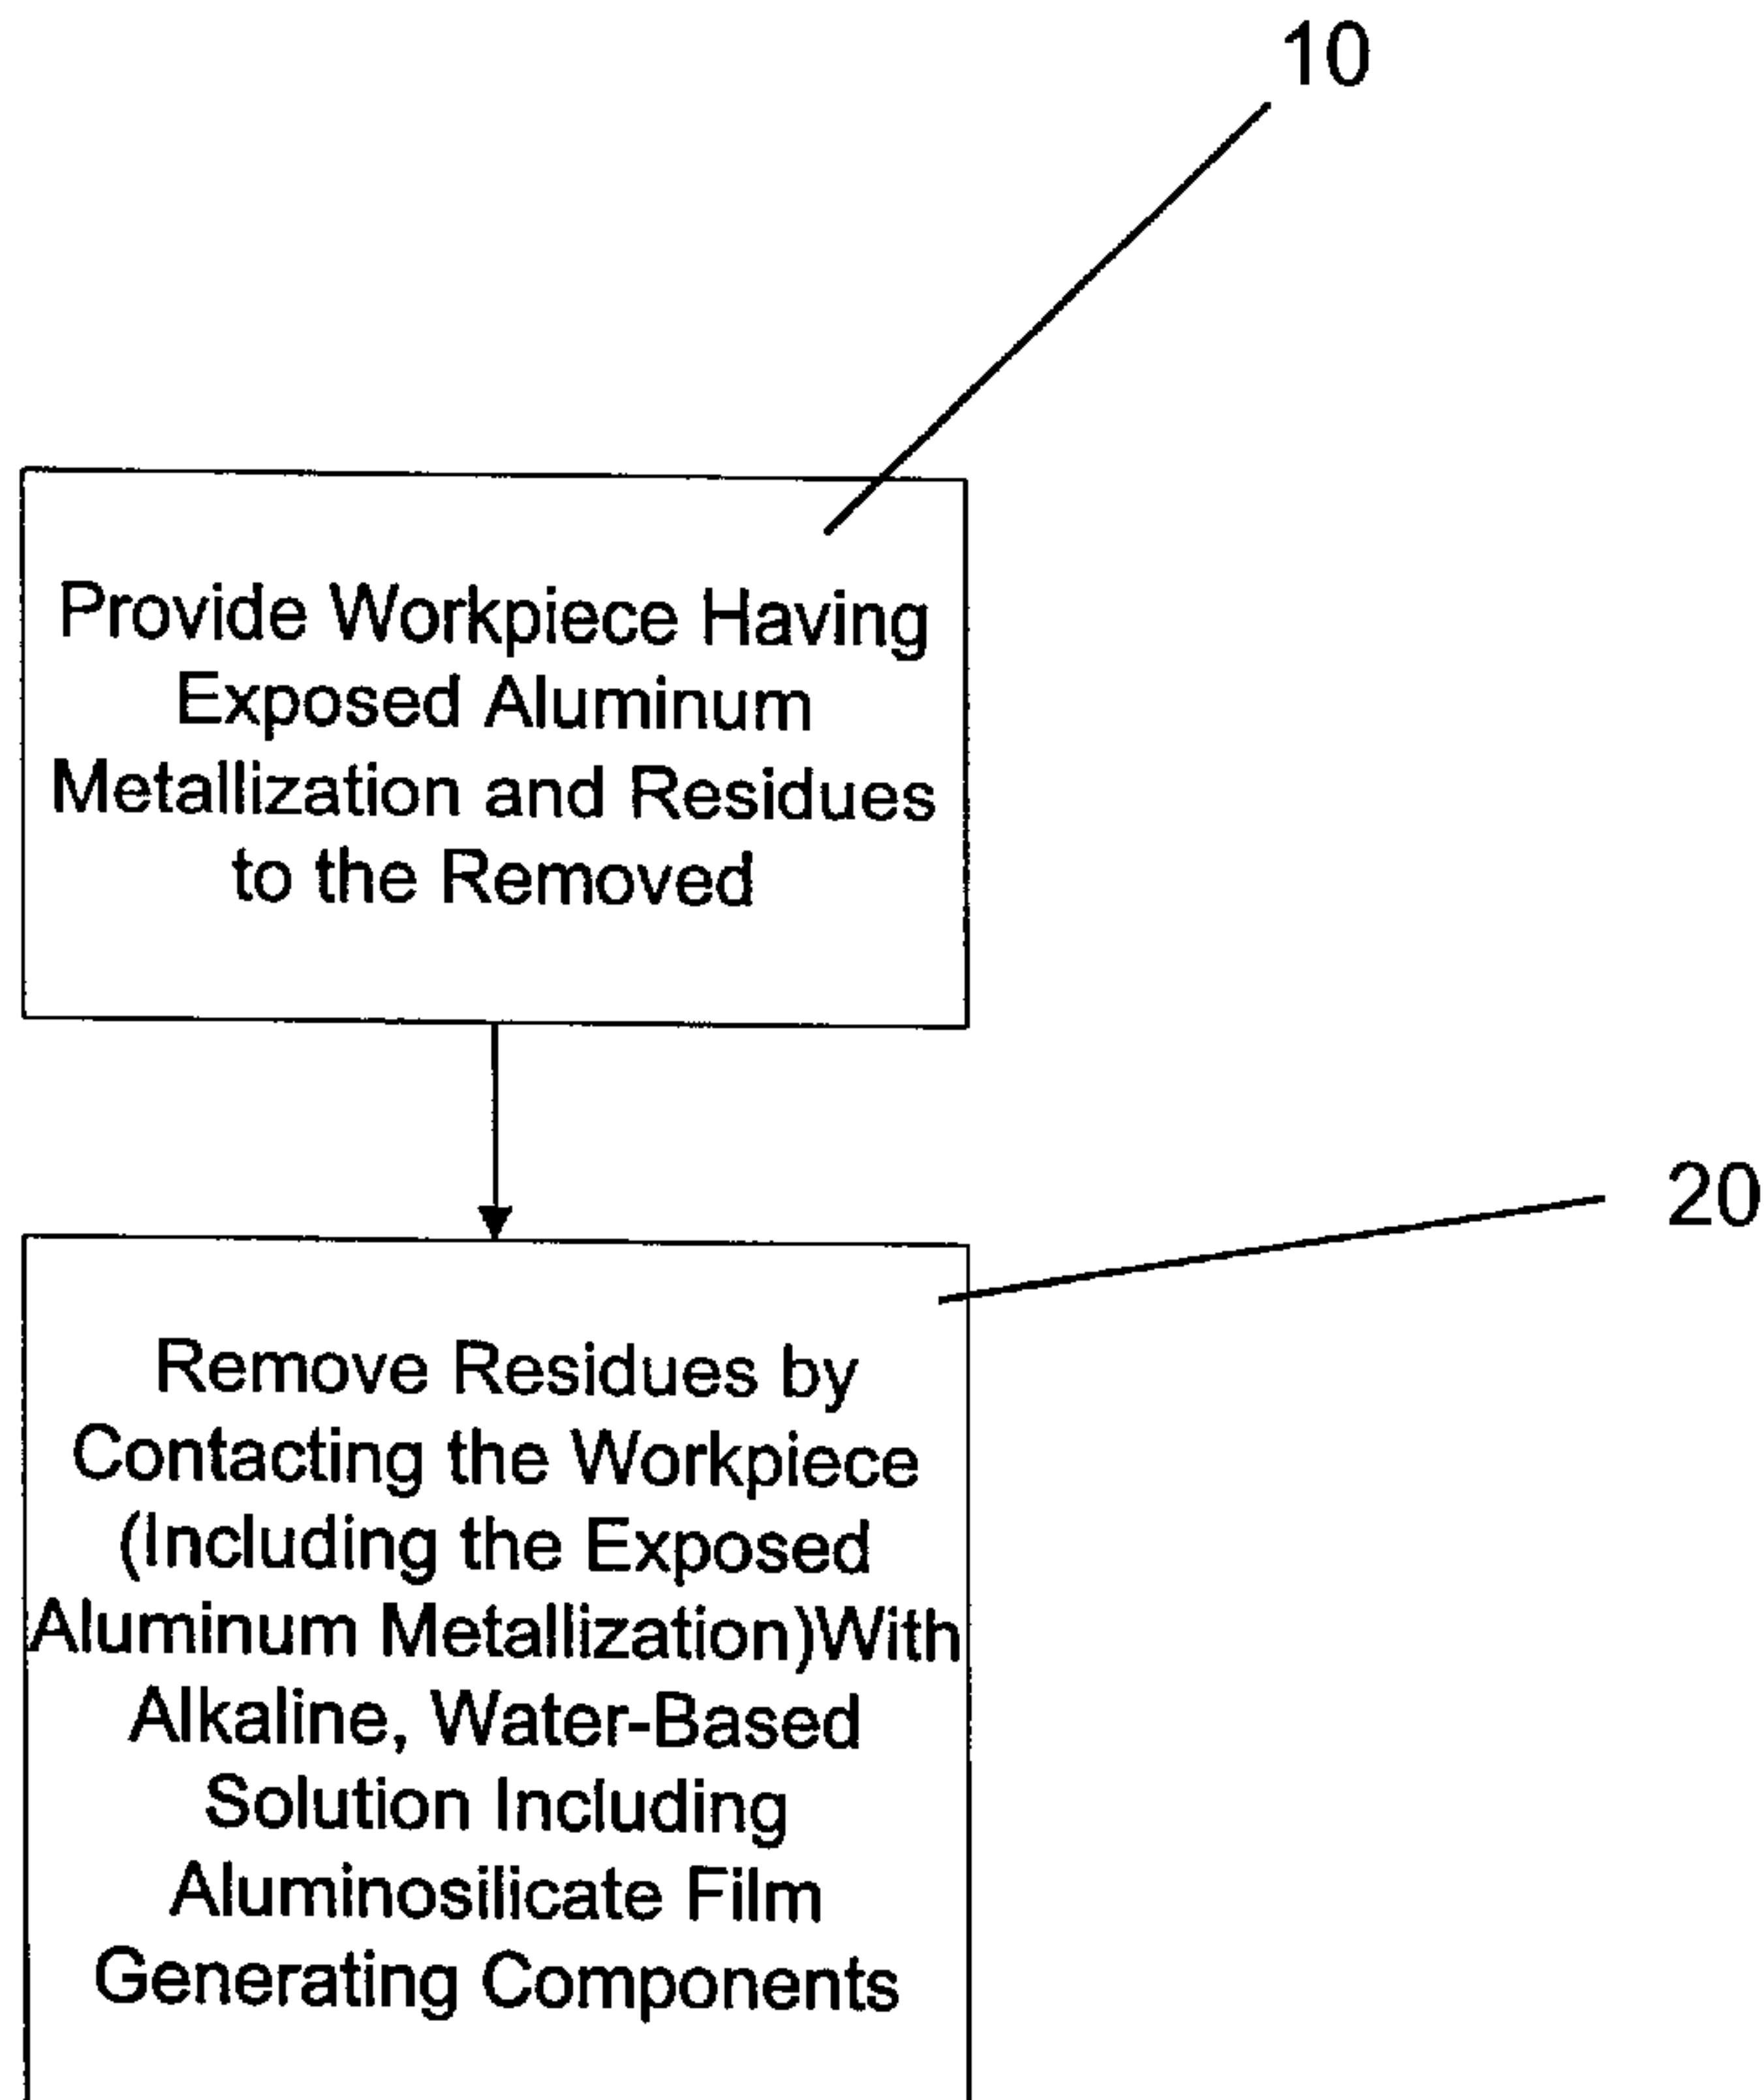 10
Provide Workpiece Having
Exposed Aluminum
Metallization and Residues
to the Removed
20
Remove Residues by
Contacting the Workpiece
(Including the Exposed
Aluminum Metallization)With
Alkaline, Water-Based
Solution Including
Aluminosilicate Film
Generating Components